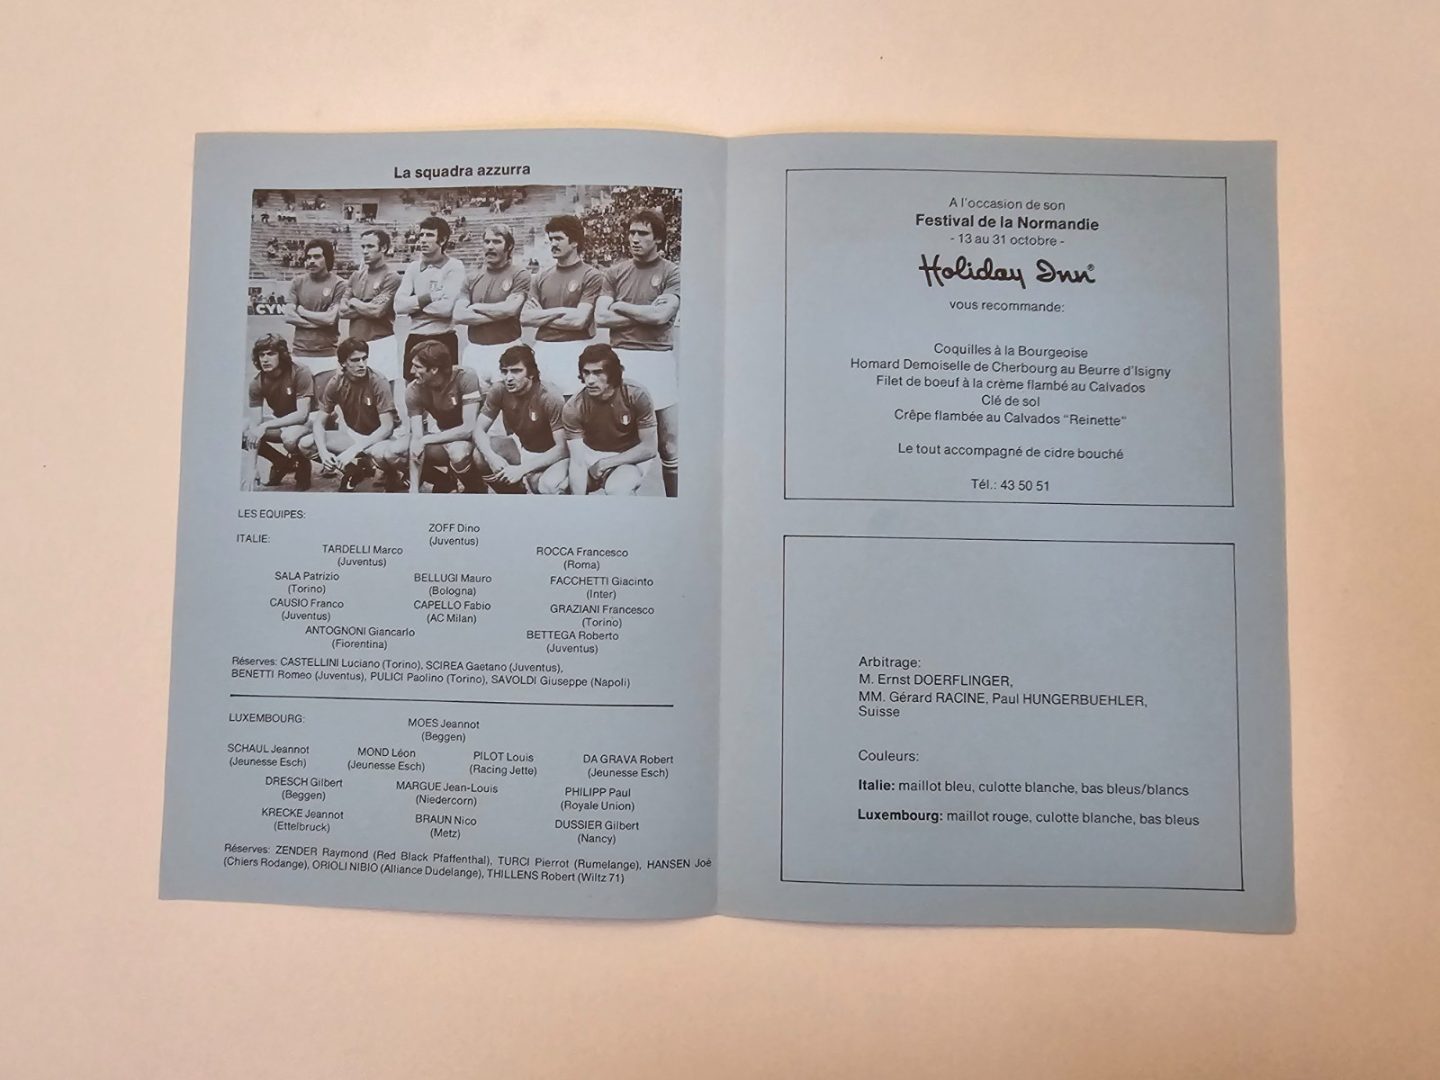 La squadra azzurra
CYN
LES EQUIPES:
ZOFF Dino
(Juventus)
ITALIE:
TARDELLI Marco
(Juventus)
ROCCA Francesco
(Roma)
SALA Patrizio
(Torino)
BELLUGI Mauro
(Bologna)
FACCHETTI Giacinto
(Inter)
CAUSIO Franco
(Juventus)
CAPELLO Fabio
(AC Milan)
GRAZIANI Francesco
(Torino)
ANTOGNONI Giancarlo
(Fiorentina)
BETTEGA Roberto
(Juventus)
Réserves: CASTELLINI Luciano (Torino), SCIREA Gaetano (Juventus),
BENETTI Romeo (Juventus), PULICI Paolino (Torino), SAVOLDI Giuseppe (Napoli)
LUXEMBOURG:
MOES Jeannot
(Beggen)
SCHAUL Jeannot
(Jeunesse Esch)
MOND Léon
(Jeunesse Esch)
PILOT Louis
(Racing Jette)
DA GRAVA Robert
(Jeunesse Esch)
DRESCH Gilbert
(Beggen)
MARGUE Jean-Louis
(Niedercorn)
PHILIPP Paul
(Royale Union)
KRECKE Jeannot
(Ettelbruck)
BRAUN Nico
(Metz)
DUSSIER Gilbert
(Nancy)
Réserves: ZENDER Raymond (Red Black Pfaffenthal), TURCI Pierrot (Rumelange), HANSEN Joé
(Chiers Rodange), ORIOLI NIBIO (Alliance Dudelange), THILLENS Robert (Wiltz 71)
A l'occasion de son
Festival de la Normandie
- 13 au 31 octobre -
Holiday Inn®
vous recommande:
Coquilles à la Bourgeoise
Homard Demoiselle de Cherbourg au Beurre d'Isigny
Filet de boeuf à la crème flambé au Calvados
Clé de sol
Crêpe flambée au Calvados "Reinette"
Le tout accompagné de cidre bouché
Tél.: 43 50 51
Arbitrage:
M. Ernst DOERFLINGER,
MM. Gérard RACINE, Paul HUNGERBUEHLER,
Suisse
Couleurs:
Italie: maillot bleu, culotte blanche, bas bleus/blancs
Luxembourg: maillot rouge, culotte blanche, bas bleus